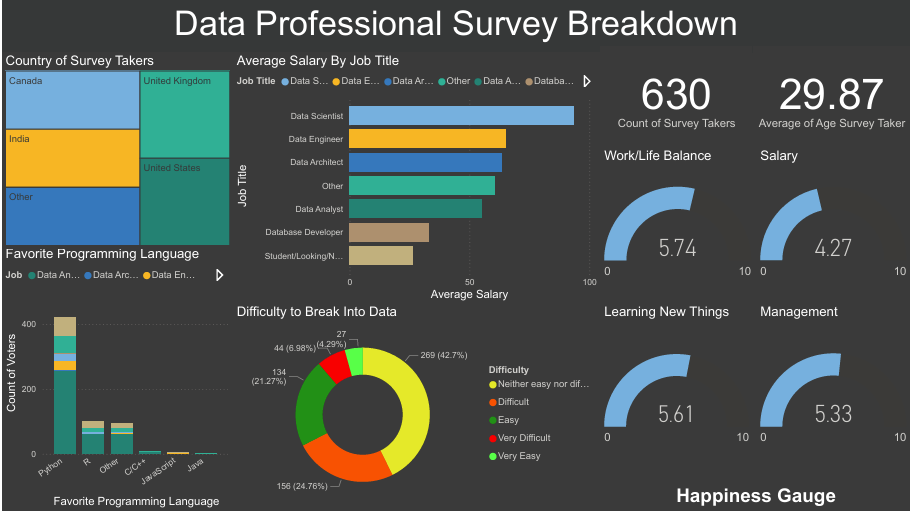 Data Professional Survey Breakdown
Country of Survey Takers
Canada
United Kingdom
India
Other
United States
Average Salary By Job Title
Job Title Data S... Data E... Data Ar... Other Data A... Databa...
Job Title
Data Scientist
Data Engineer
Data Architect
Other
Data Analyst
Database Developer
Student/Looking/N...
0 50 100
Average Salary
630
Count of Survey Takers
29.87
Average of Age Survey Taker
Work/Life Balance
5.74
0 10
Salary
4.27
0 10
Favorite Programming Language
Job Data An... Data Arc... Data En...
Count of Voters
400
200
0
Python R Other C/C++ JavaScript Java
Favorite Programming Language
Difficulty to Break Into Data
27
(4.29%)
44 (6.98%)
134
(21.27%)
269 (42.7%)
156 (24.76%)
Difficulty
Neither easy nor dif...
Difficult
Easy
Very Difficult
Very Easy
Learning New Things
5.61
0 10
Management
5.33
0 10
Happiness Gauge